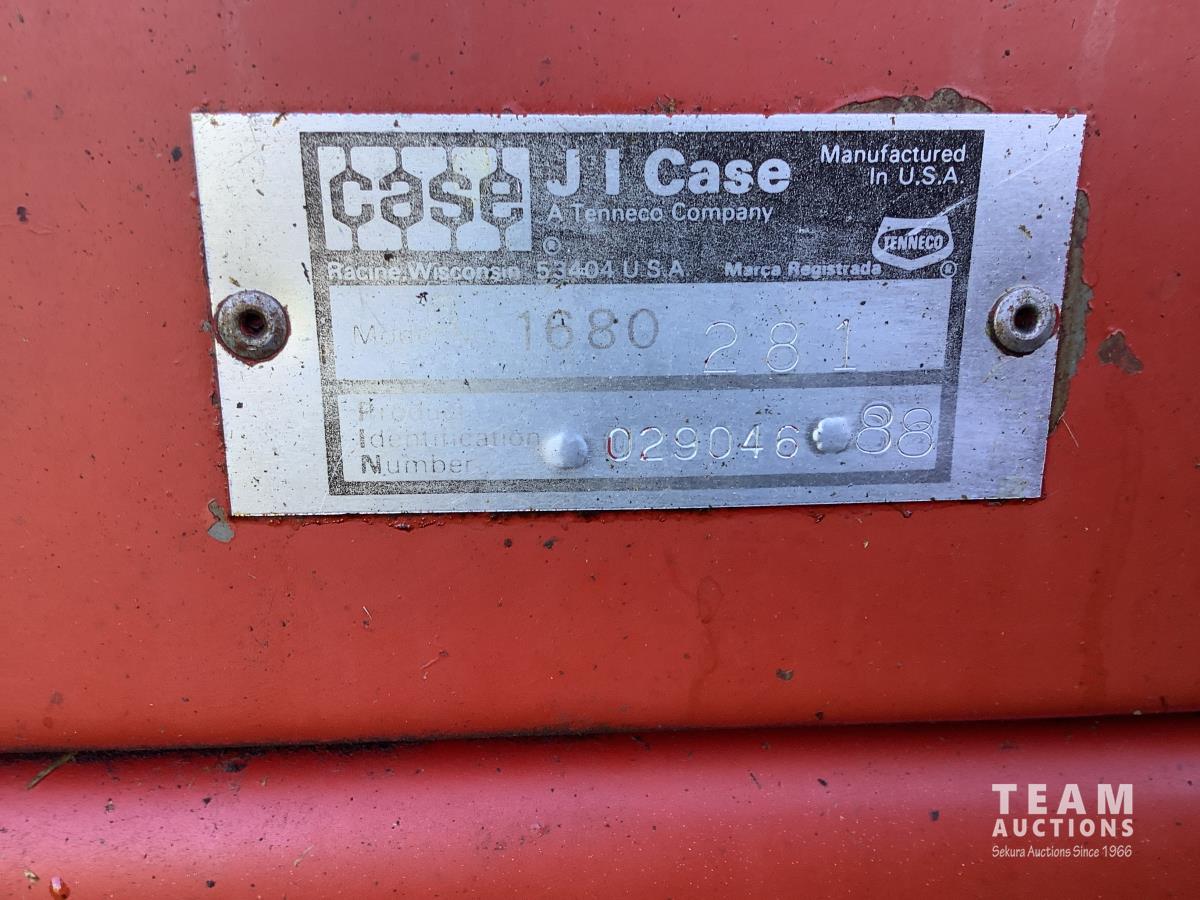 case
®
J I Case
A Tenneco Company
Manufactured
In U.S.A.
TENNECO
®
Racine, Wisconsin 53404 U.S.A. Marca Registrada
Model 1680 281
Product
Identification 029046 88
Number
TEAM
AUCTIONS
Sekura Auctions Since 1966